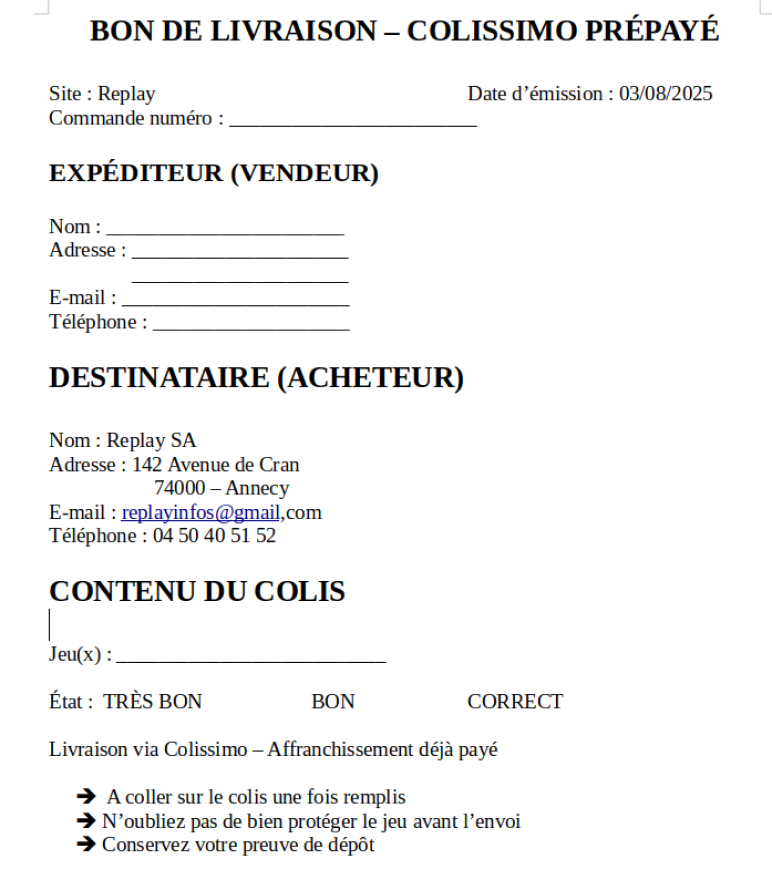 BON DE LIVRAISON – COLISSIMO PRÉPAYÉ
Site : Replay Date d’émission : 03/08/2025
Commande numéro : ________________________
EXPÉDITEUR (VENDEUR)
Nom : _______________________
Adresse : _____________________
_____________________
E-mail : ______________________
Téléphone : ___________________
DESTINATAIRE (ACHETEUR)
Nom : Replay SA
Adresse : 142 Avenue de Cran
74000 – Annecy
E-mail : replayinfos@gmail,com
Téléphone : 04 50 40 51 52
CONTENU DU COLIS
Jeu(x) : __________________________
État : TRÈS BON BON CORRECT
Livraison via Colissimo – Affranchissement déjà payé
➔ A coller sur le colis une fois remplis
➔ N’oubliez pas de bien protéger le jeu avant l’envoi
➔ Conservez votre preuve de dépôt